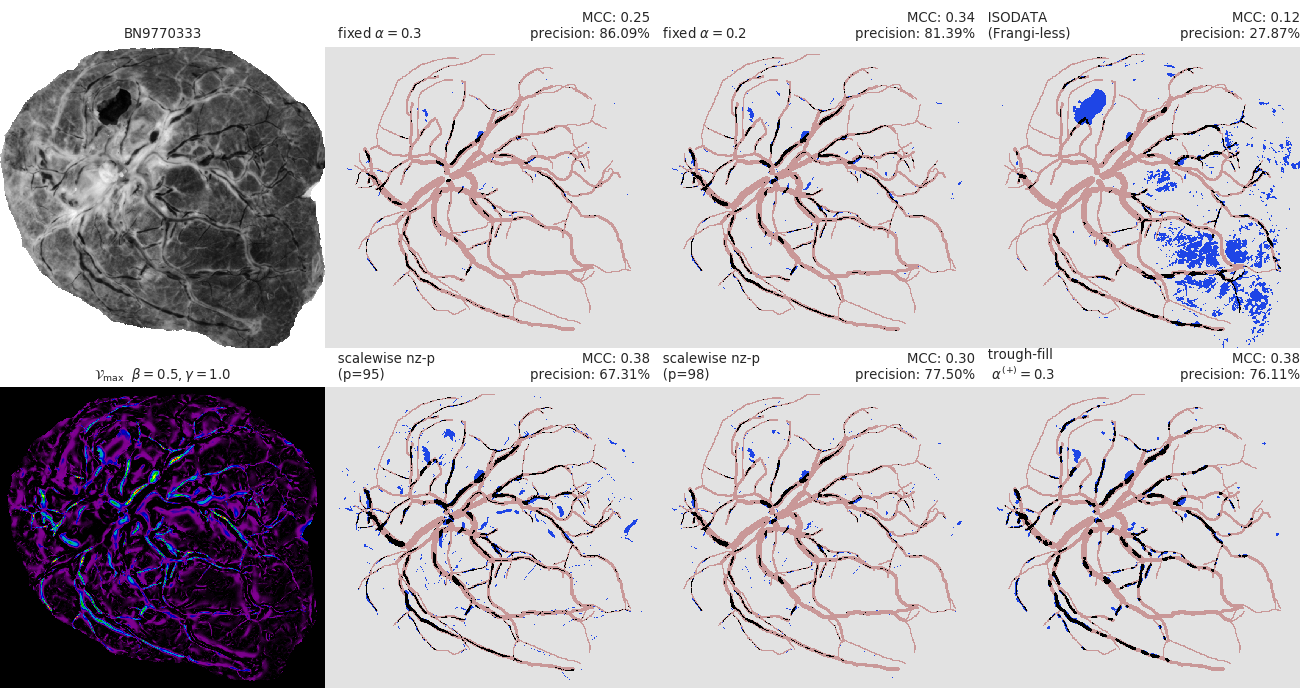 BN9770333
fixed α = 0.3
MCC: 0.25
precision: 86.09%
fixed α = 0.2
MCC: 0.34
precision: 81.39%
ISODATA
(Frangi-less)
MCC: 0.12
precision: 27.87%
𝒱max β = 0.5, γ = 1.0
scalewise nz-p
(p=95)
MCC: 0.38
precision: 67.31%
scalewise nz-p
(p=98)
MCC: 0.30
precision: 77.50%
trough-fill
α(+) = 0.3
MCC: 0.38
precision: 76.11%